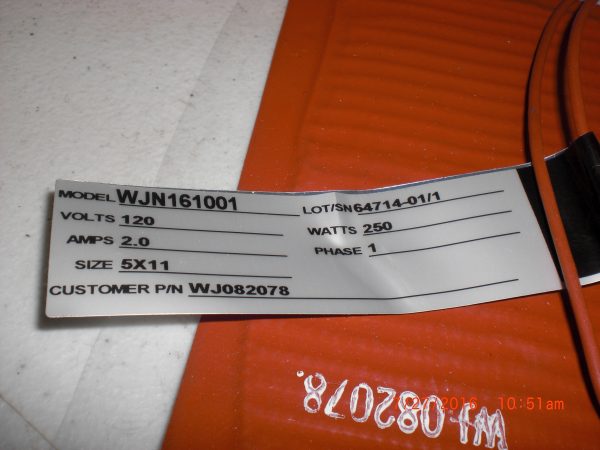 MODEL WJN161001 LOT/SN 64714-01/1
VOLTS 120 WATTS 250
AMPS 2.0 PHASE 1
SIZE 5X11
CUSTOMER P/N WJ082078
WJ-082078.
2016 10:51am